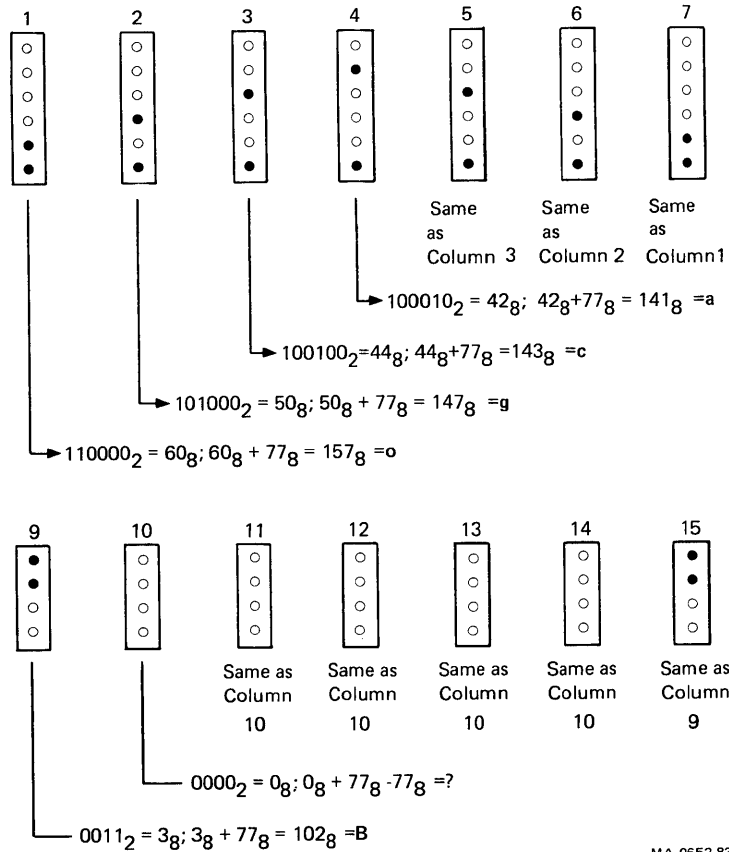 1 2 3 4 5 6 7
Same as Column 3
Same as Column 2
Same as Column 1
100010₂ = 42₈; 42₈+77₈ = 141₈ =a
100100₂=44₈; 44₈+77₈ =143₈ =c
101000₂ = 50₈; 50₈ + 77₈ = 147₈ =g
110000₂ = 60₈; 60₈ + 77₈ = 157₈ =o
9 10 11 12 13 14 15
Same as Column 10
Same as Column 10
Same as Column 10
Same as Column 10
Same as Column 9
0000₂ = 0₈; 0₈ + 77₈ -77₈ =?
0011₂ = 3₈; 3₈ + 77₈ = 102₈ =B